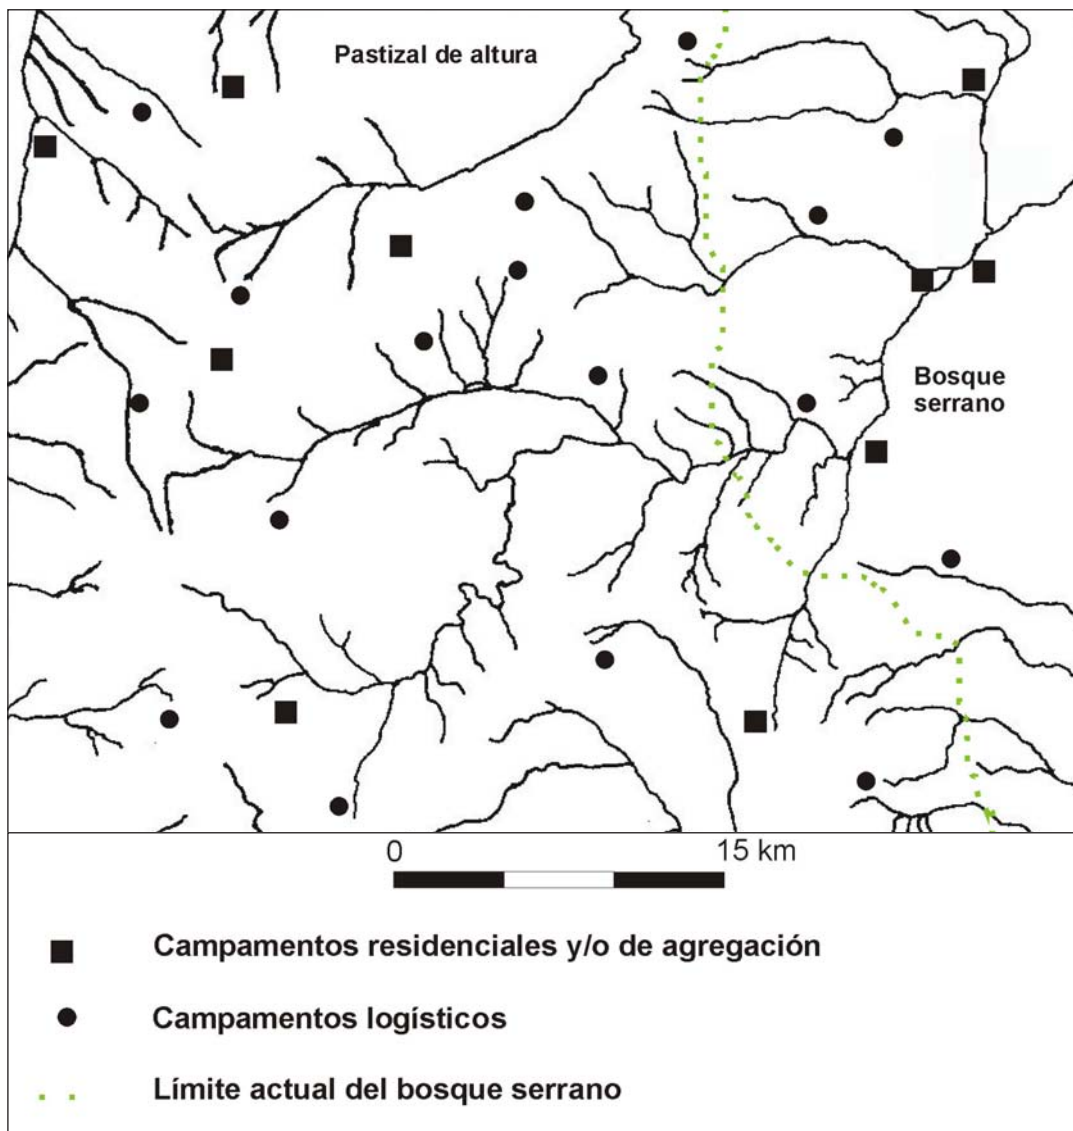 Pastizal de altura
Bosque
serrano
0 15 km
Campamentos residenciales y/o de agregación
Campamentos logísticos
Límite actual del bosque serrano